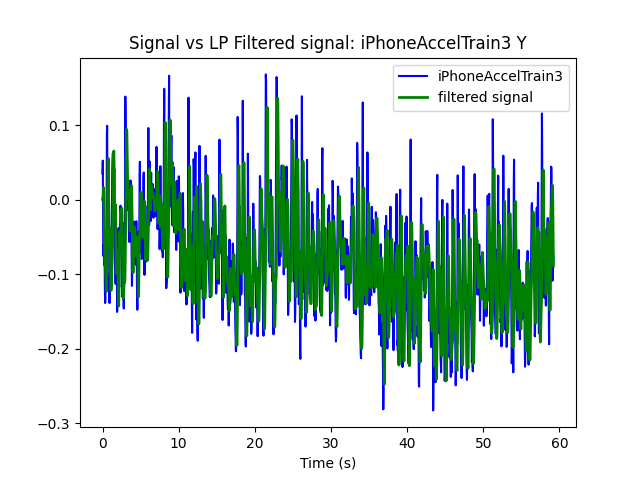 Signal vs LP Filtered signal: iPhoneAccelTrain3 Y
iPhoneAccelTrain3
filtered signal
0.1
0.0
−0.1
−0.2
−0.3
0 10 20 30 40 50 60
Time (s)